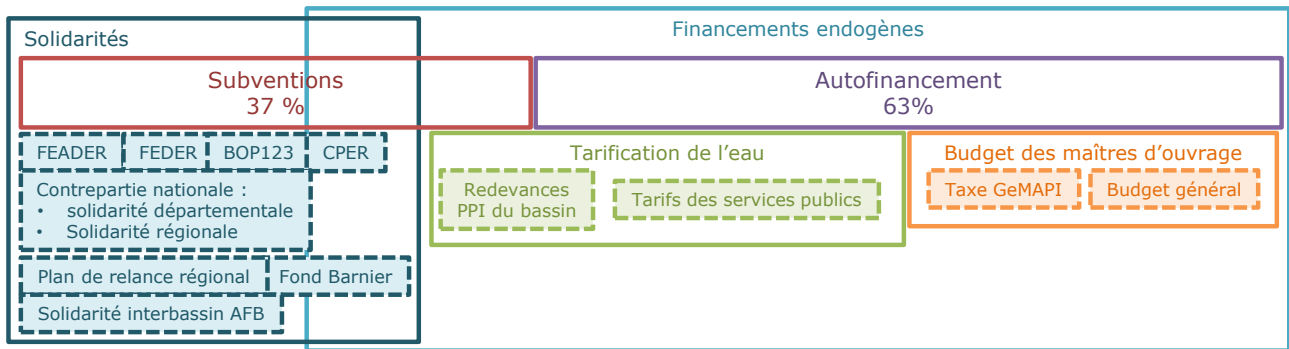 Solidarités
Financements endogènes
Subventions
37 %
Autofinancement
63%
FEADER
FEDER
BOP123
CPER
Contrepartie nationale :
• solidarité départementale
• Solidarité régionale
Plan de relance régional
Fond Barnier
Solidarité interbassin AFB
Tarification de l'eau
Redevances
PPI du bassin
Tarifs des services publics
Budget des maîtres d'ouvrage
Taxe GeMAPI
Budget général